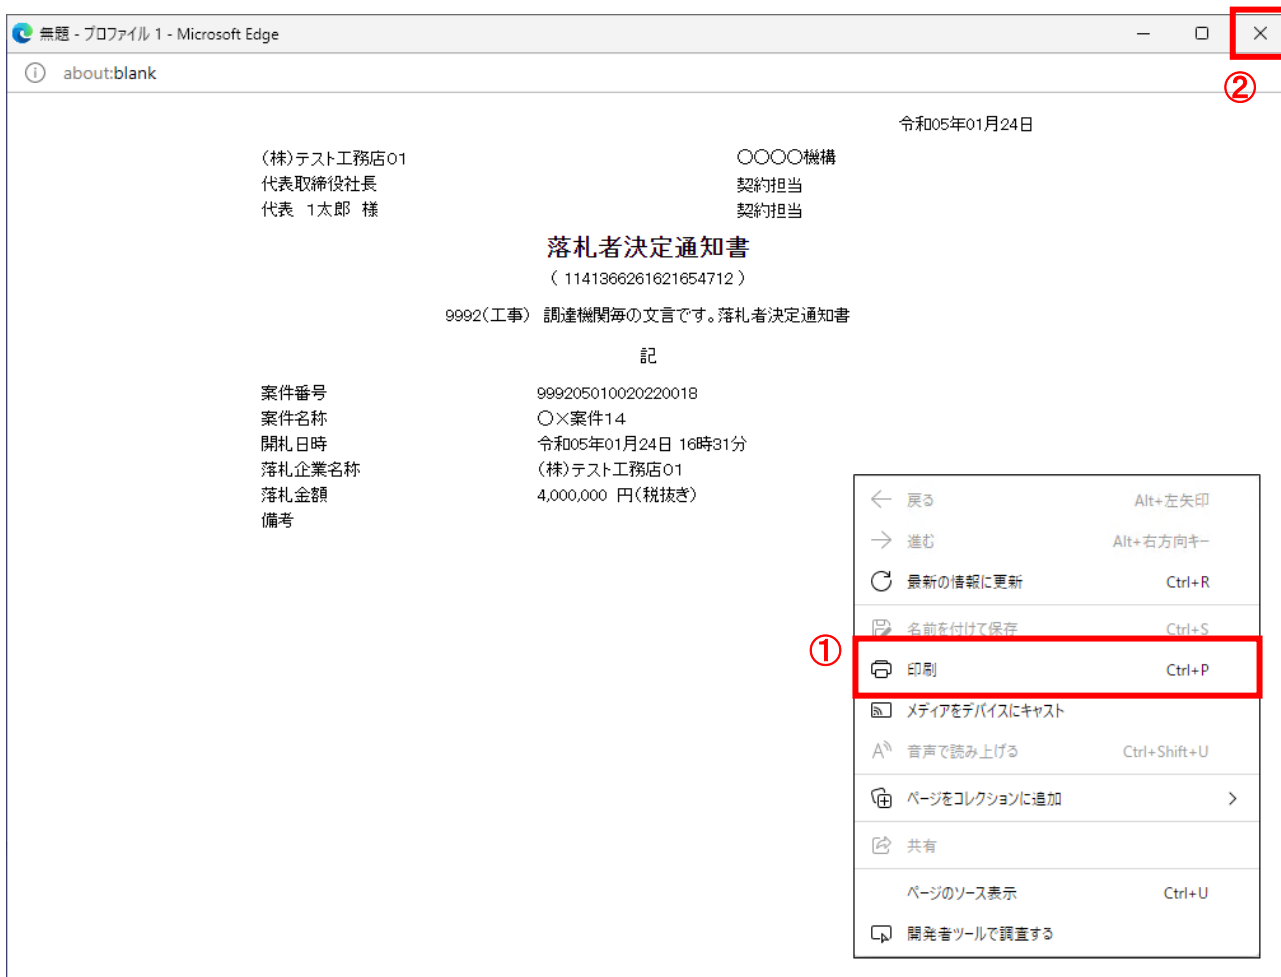 無題 - プロファイル 1 - Microsoft Edge
②
about:blank
令和05年01月24日
(株)テスト工務店01
〇〇〇〇機構
代表取締役社長
契約担当
代表 1太郎 様
契約担当
落札者決定通知書
( 1141366261621654712 )
9992(工事) 調達機関毎の文言です。落札者決定通知書
記
案件番号 999205010020220018
案件名称 〇×案件14
開札日時 令和05年01月24日 16時31分
落札企業名称 (株)テスト工務店01
落札金額 4,000,000 円(税抜き)
備考
戻る Alt+左矢印
進む Alt+右方向キー
最新の情報に更新 Ctrl+R
名前を付けて保存 Ctrl+S
①
印刷 Ctrl+P
メディアをデバイスにキャスト
音声で読み上げる Ctrl+Shift+U
ページをコレクションに追加
共有
ページのソース表示 Ctrl+U
開発者ツールで調査する